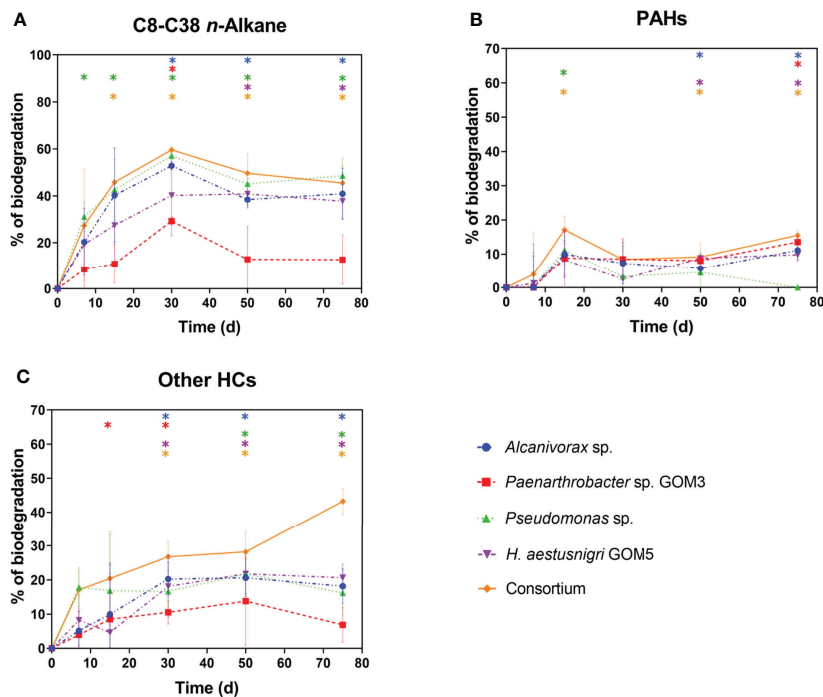 A
C8-C38 n-Alkane
% of biodegradation
100
80
60
40
20
0
0 10 20 30 40 50 60 70 80
Time (d)
* * * * *
* * * * * * * * * * * *
B
PAHs
% of biodegradation
70
60
50
40
30
20
10
0
0 10 20 30 40 50 60 70 80
Time (d)
* * * * * * * * *
C
Other HCs
% of biodegradation
70
60
50
40
30
20
10
0
0 10 20 30 40 50 60 70 80
Time (d)
* * * * * * * * * * * * *
Alcanivorax sp.
Paenarthrobacter sp. GOM3
Pseudomonas sp.
H. aestusnigri GOM5
Consortium